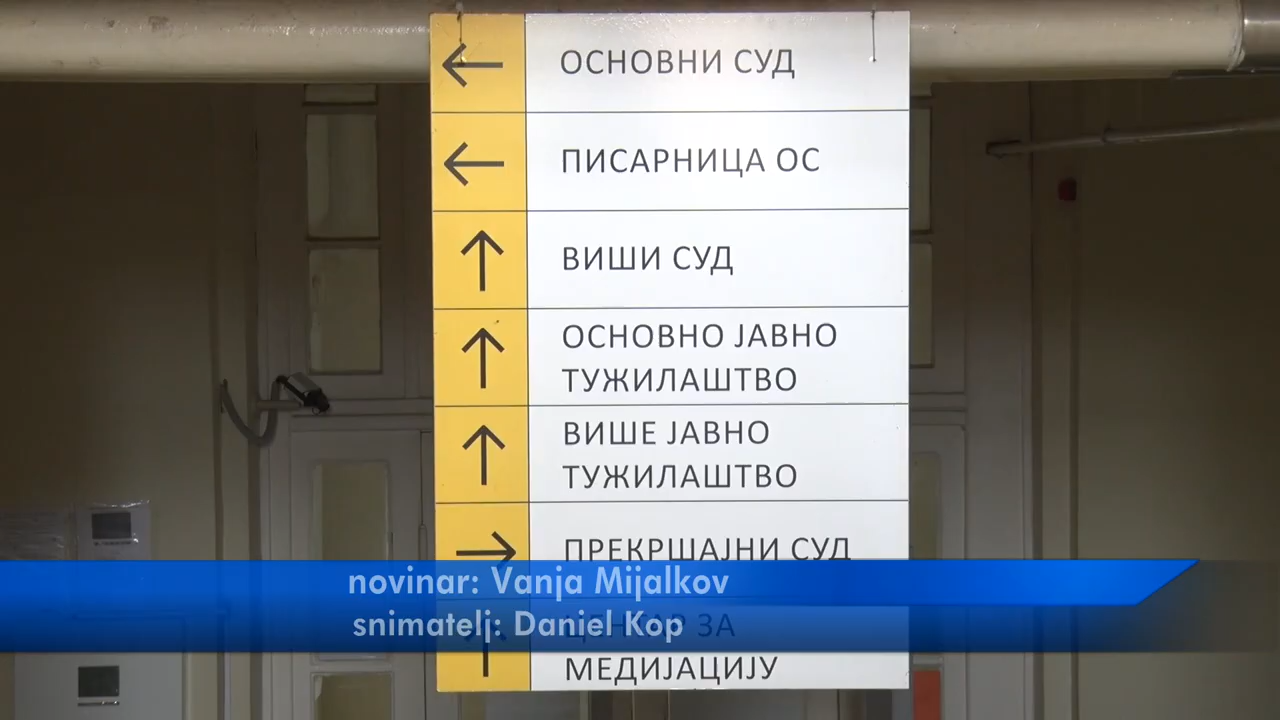 ОСНОВНИ СУД
ПИСАРНИЦА ОС
ВИШИ СУД
ОСНОВНО ЈАВНО
ТУЖИЛАШТВО
ВИШЕ ЈАВНО
ТУЖИЛАШТВО
ПРЕКРШАЈНИ СУД
novinar: Vanja Mijalkov
snimatelj: Daniel Kop
ЦЕНТАР ЗА
МЕДИЈАЦИЈУ